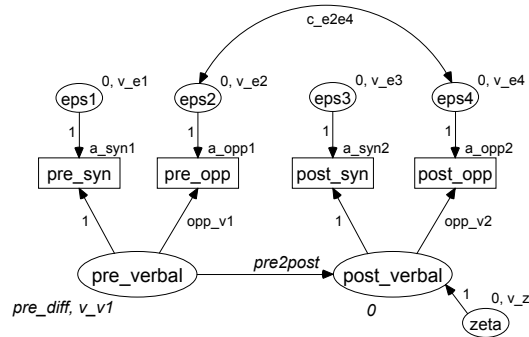 c_e2e4
0, v_e1
0, v_e2
0, v_e3
0, v_e4
eps1
eps2
eps3
eps4
1
1
1
1
a_syn1
a_opp1
a_syn2
a_opp2
pre_syn
pre_opp
post_syn
post_opp
1
opp_v1
1
opp_v2
pre_verbal
pre2post
post_verbal
pre_diff, v_v1
0
1
0, v_z
zeta